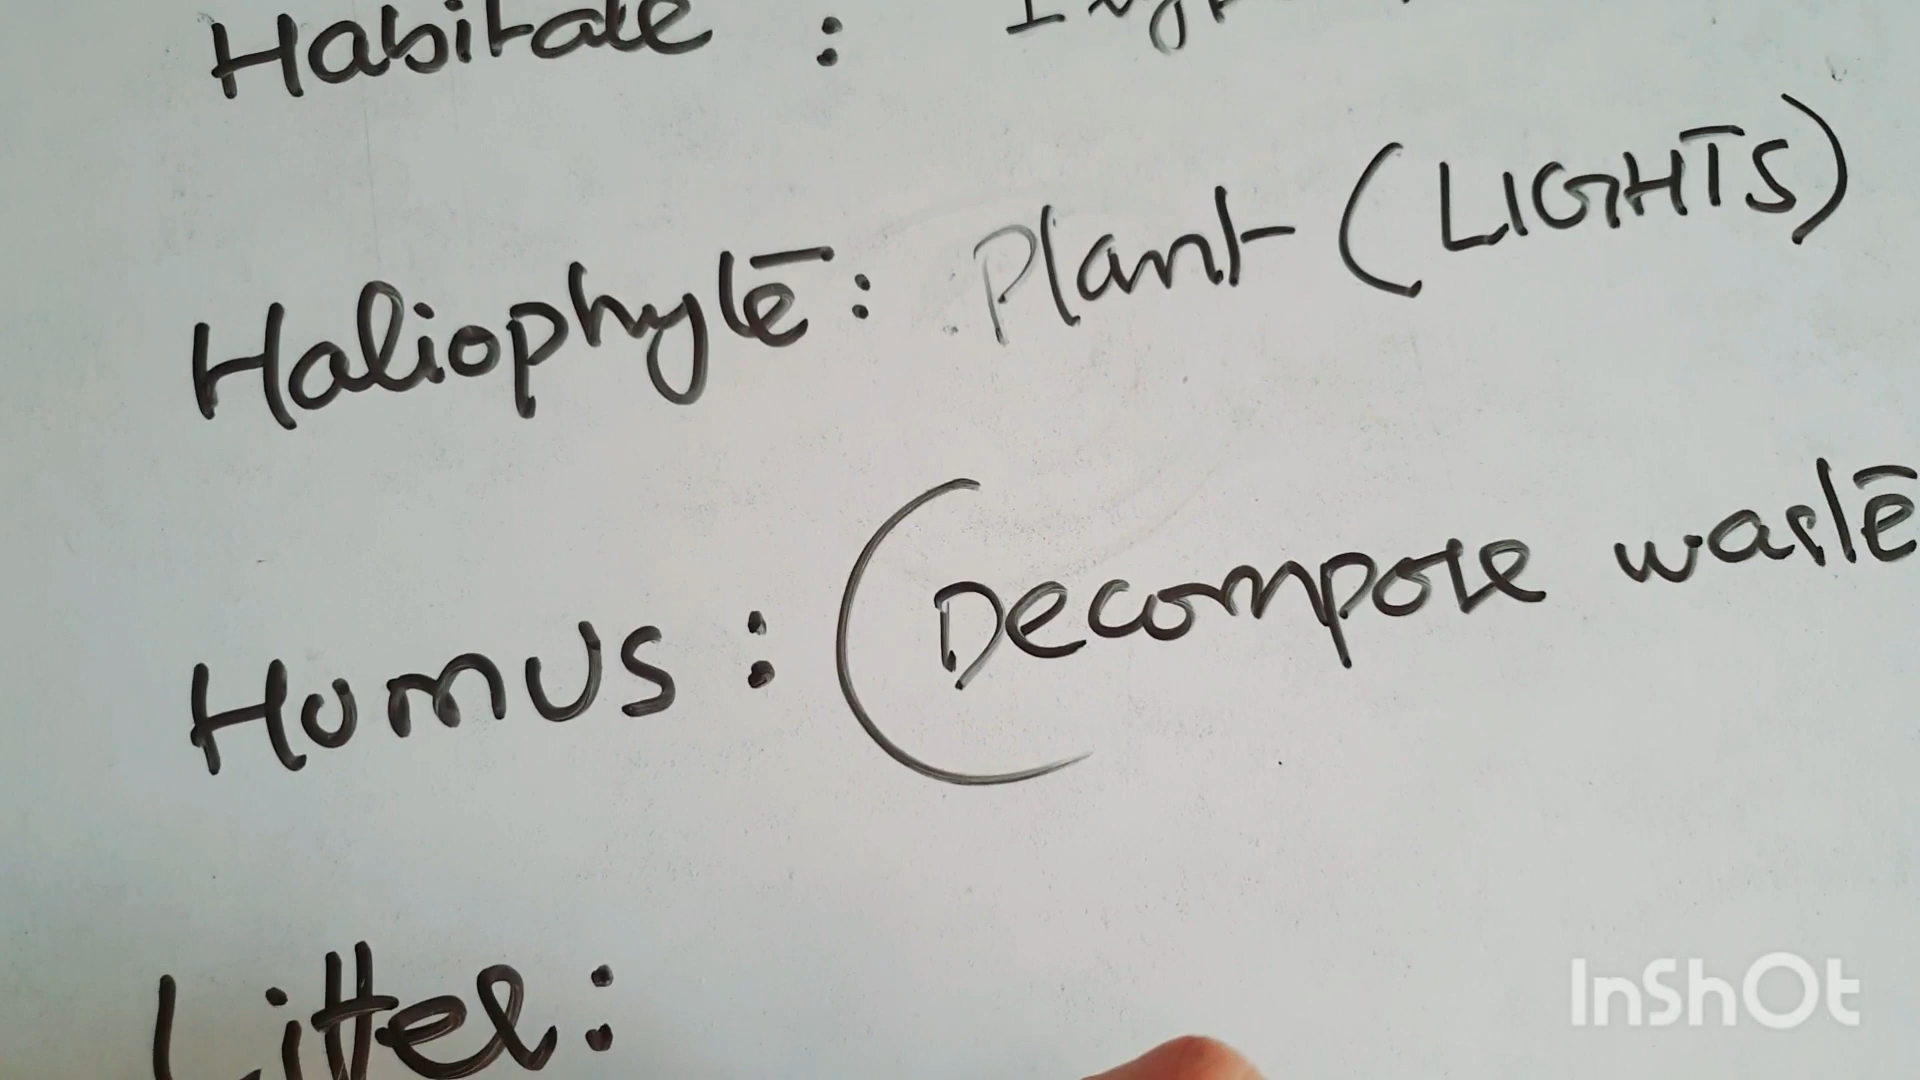 Habitate :
Haliophyte : Plant (LIGHTS)
Humus : (Decompose waste
Litter :
InShOt